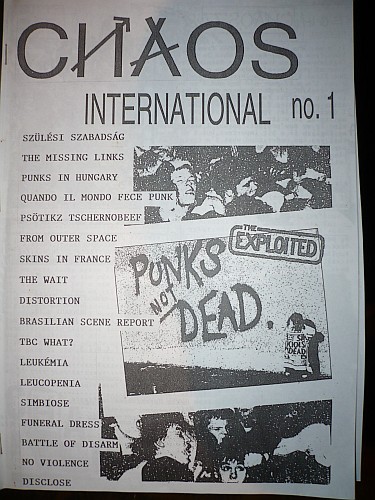 CHAOS
INTERNATIONAL no. 1
SZÜLÉSI SZABADSÁG
THE MISSING LINKS
PUNKS IN HUNGARY
QUANDO IL MONDO FECE PUNK
PSÖTIKZ TSCHERNOBEEF
FROM OUTER SPACE
SKINS IN FRANCE
THE WAIT
DISTORTION
BRASILIAN SCENE REPORT
TBC WHAT?
LEUKÉMIA
LEUCOPENIA
SIMBIOSE
FUNERAL DRESS
BATTLE OF DISARM
NO VIOLENCE
DISCLOSE
THE
EXPLOITED
PUNKS
NOT
DEAD.